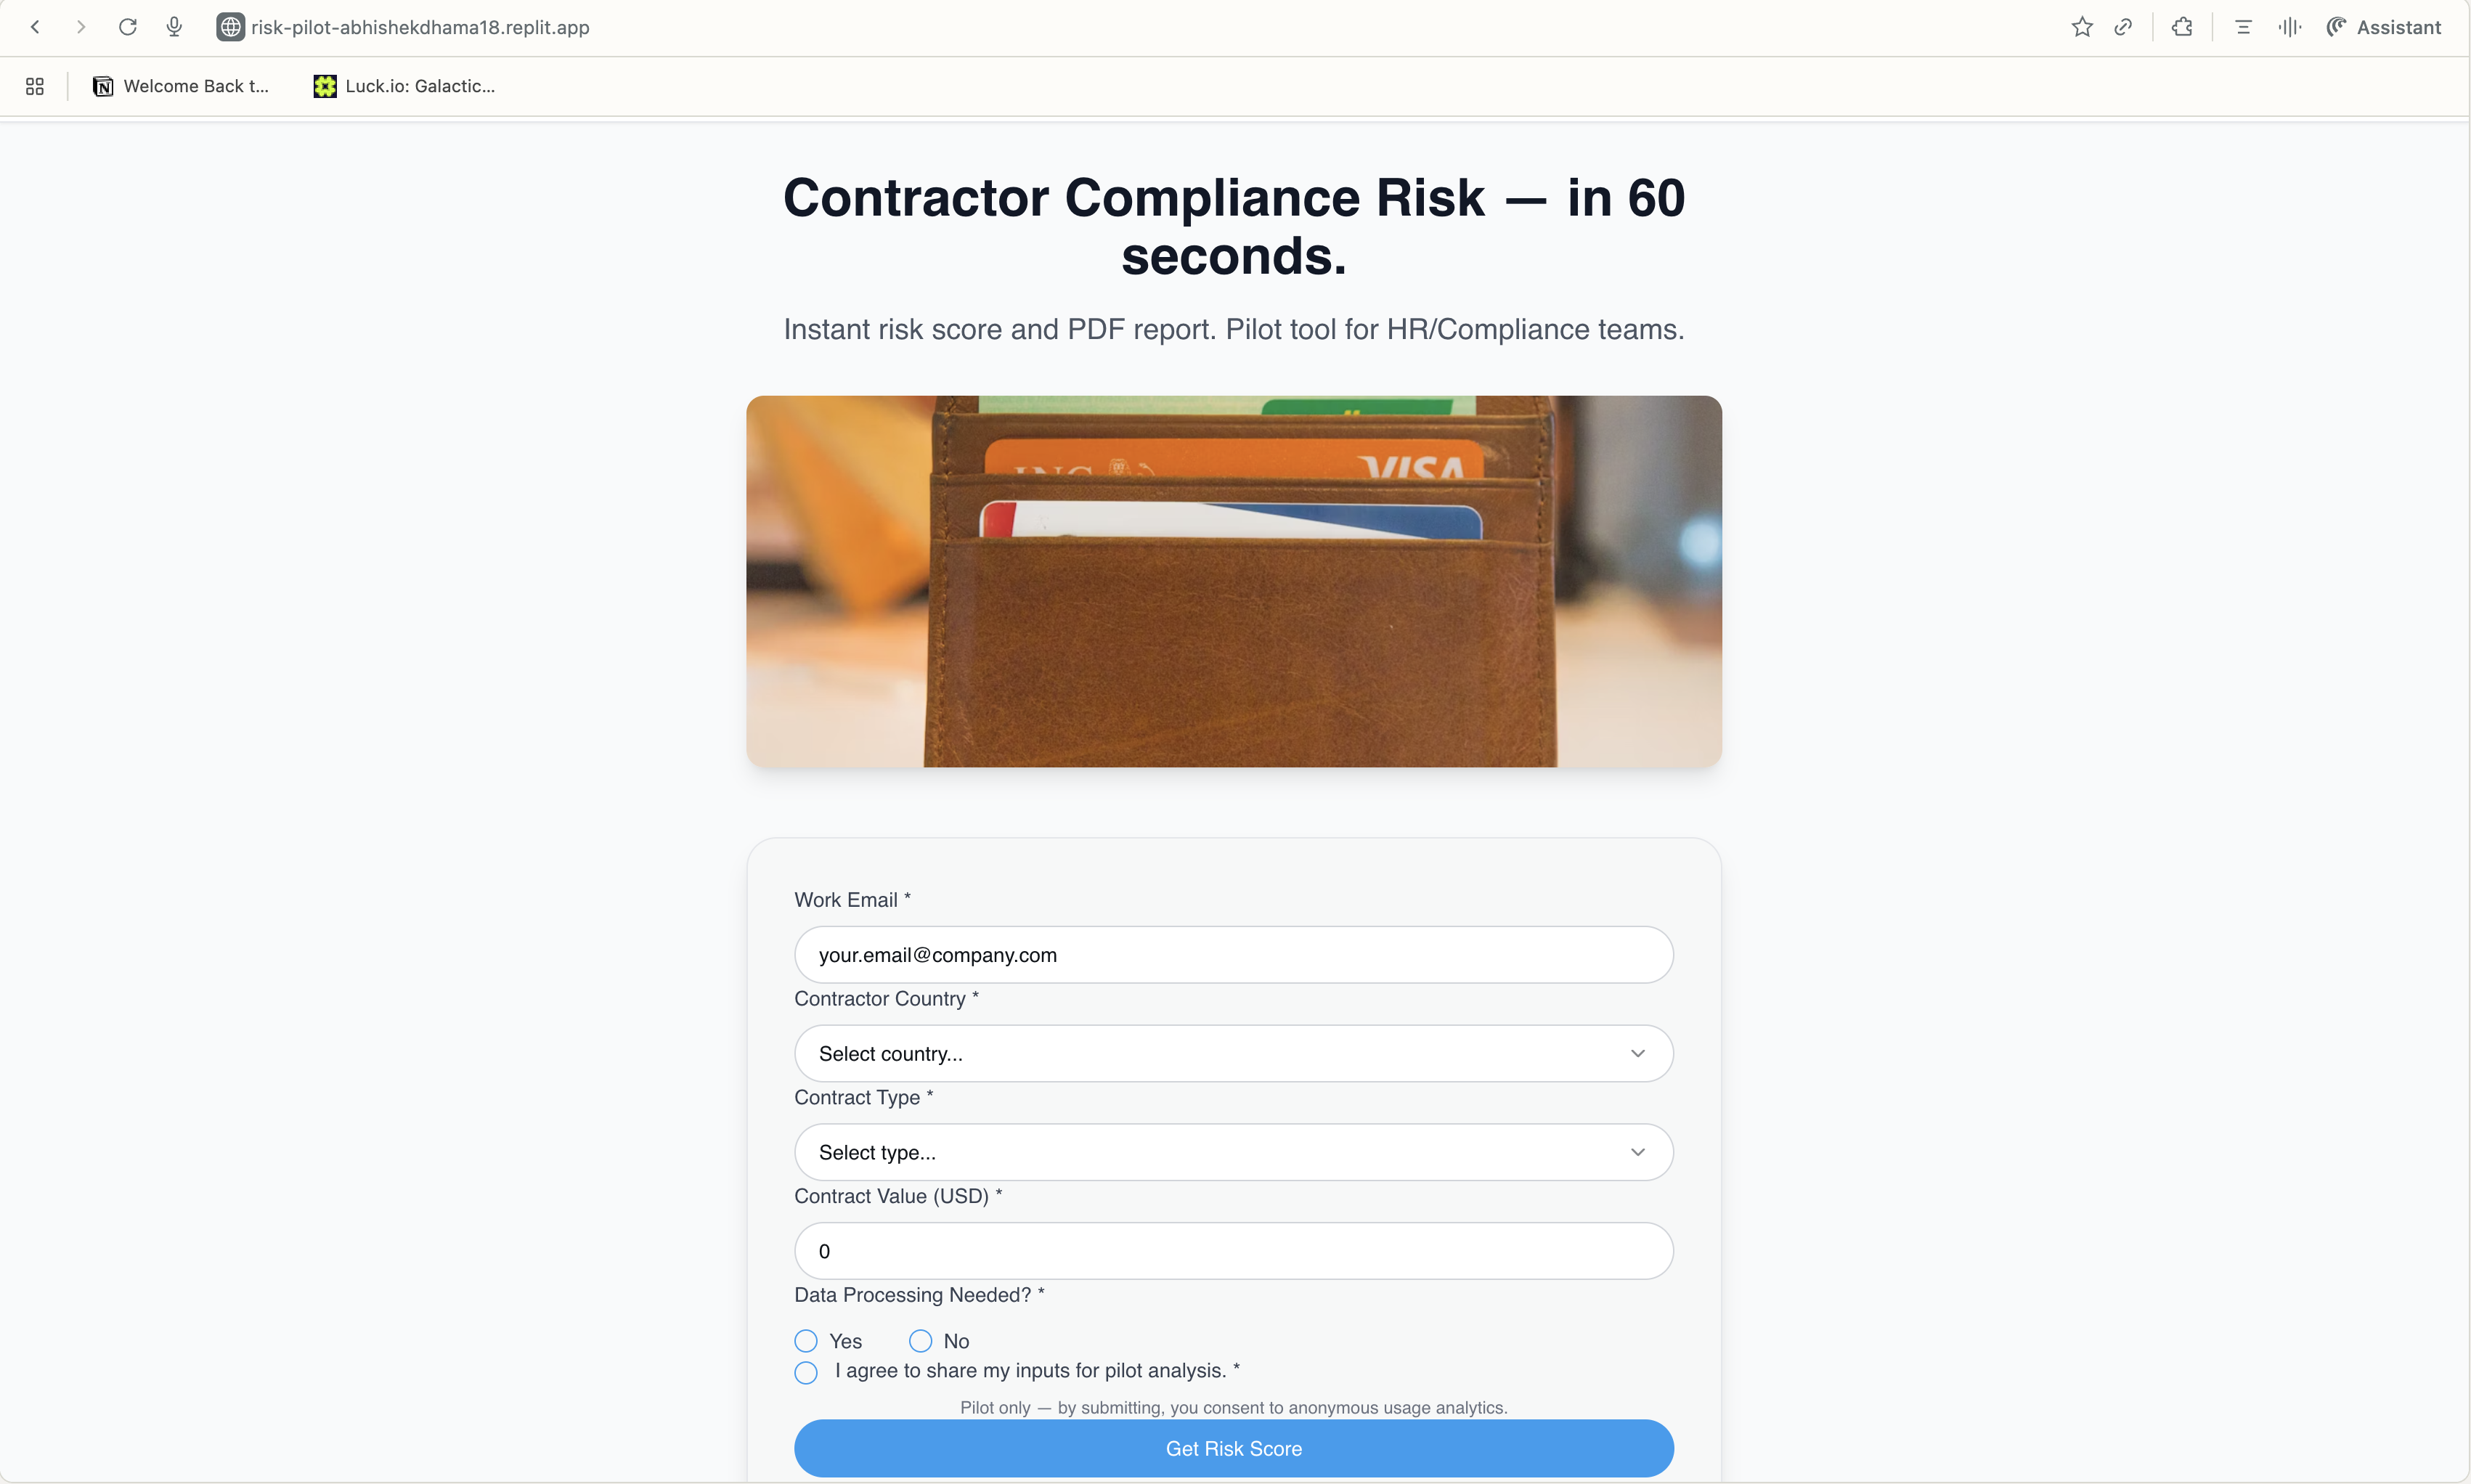 risk-pilot-abhishekdhama18.replit.app
Assistant
Welcome Back t...
Luck.io: Galactic...
Contractor Compliance Risk — in 60
seconds.
Instant risk score and PDF report. Pilot tool for HR/Compliance teams.
ING VISA
Work Email *
your.email@company.com
Contractor Country *
Select country...
Contract Type *
Select type...
Contract Value (USD) *
0
Data Processing Needed? *
Yes No
I agree to share my inputs for pilot analysis. *
Pilot only — by submitting, you consent to anonymous usage analytics.
Get Risk Score